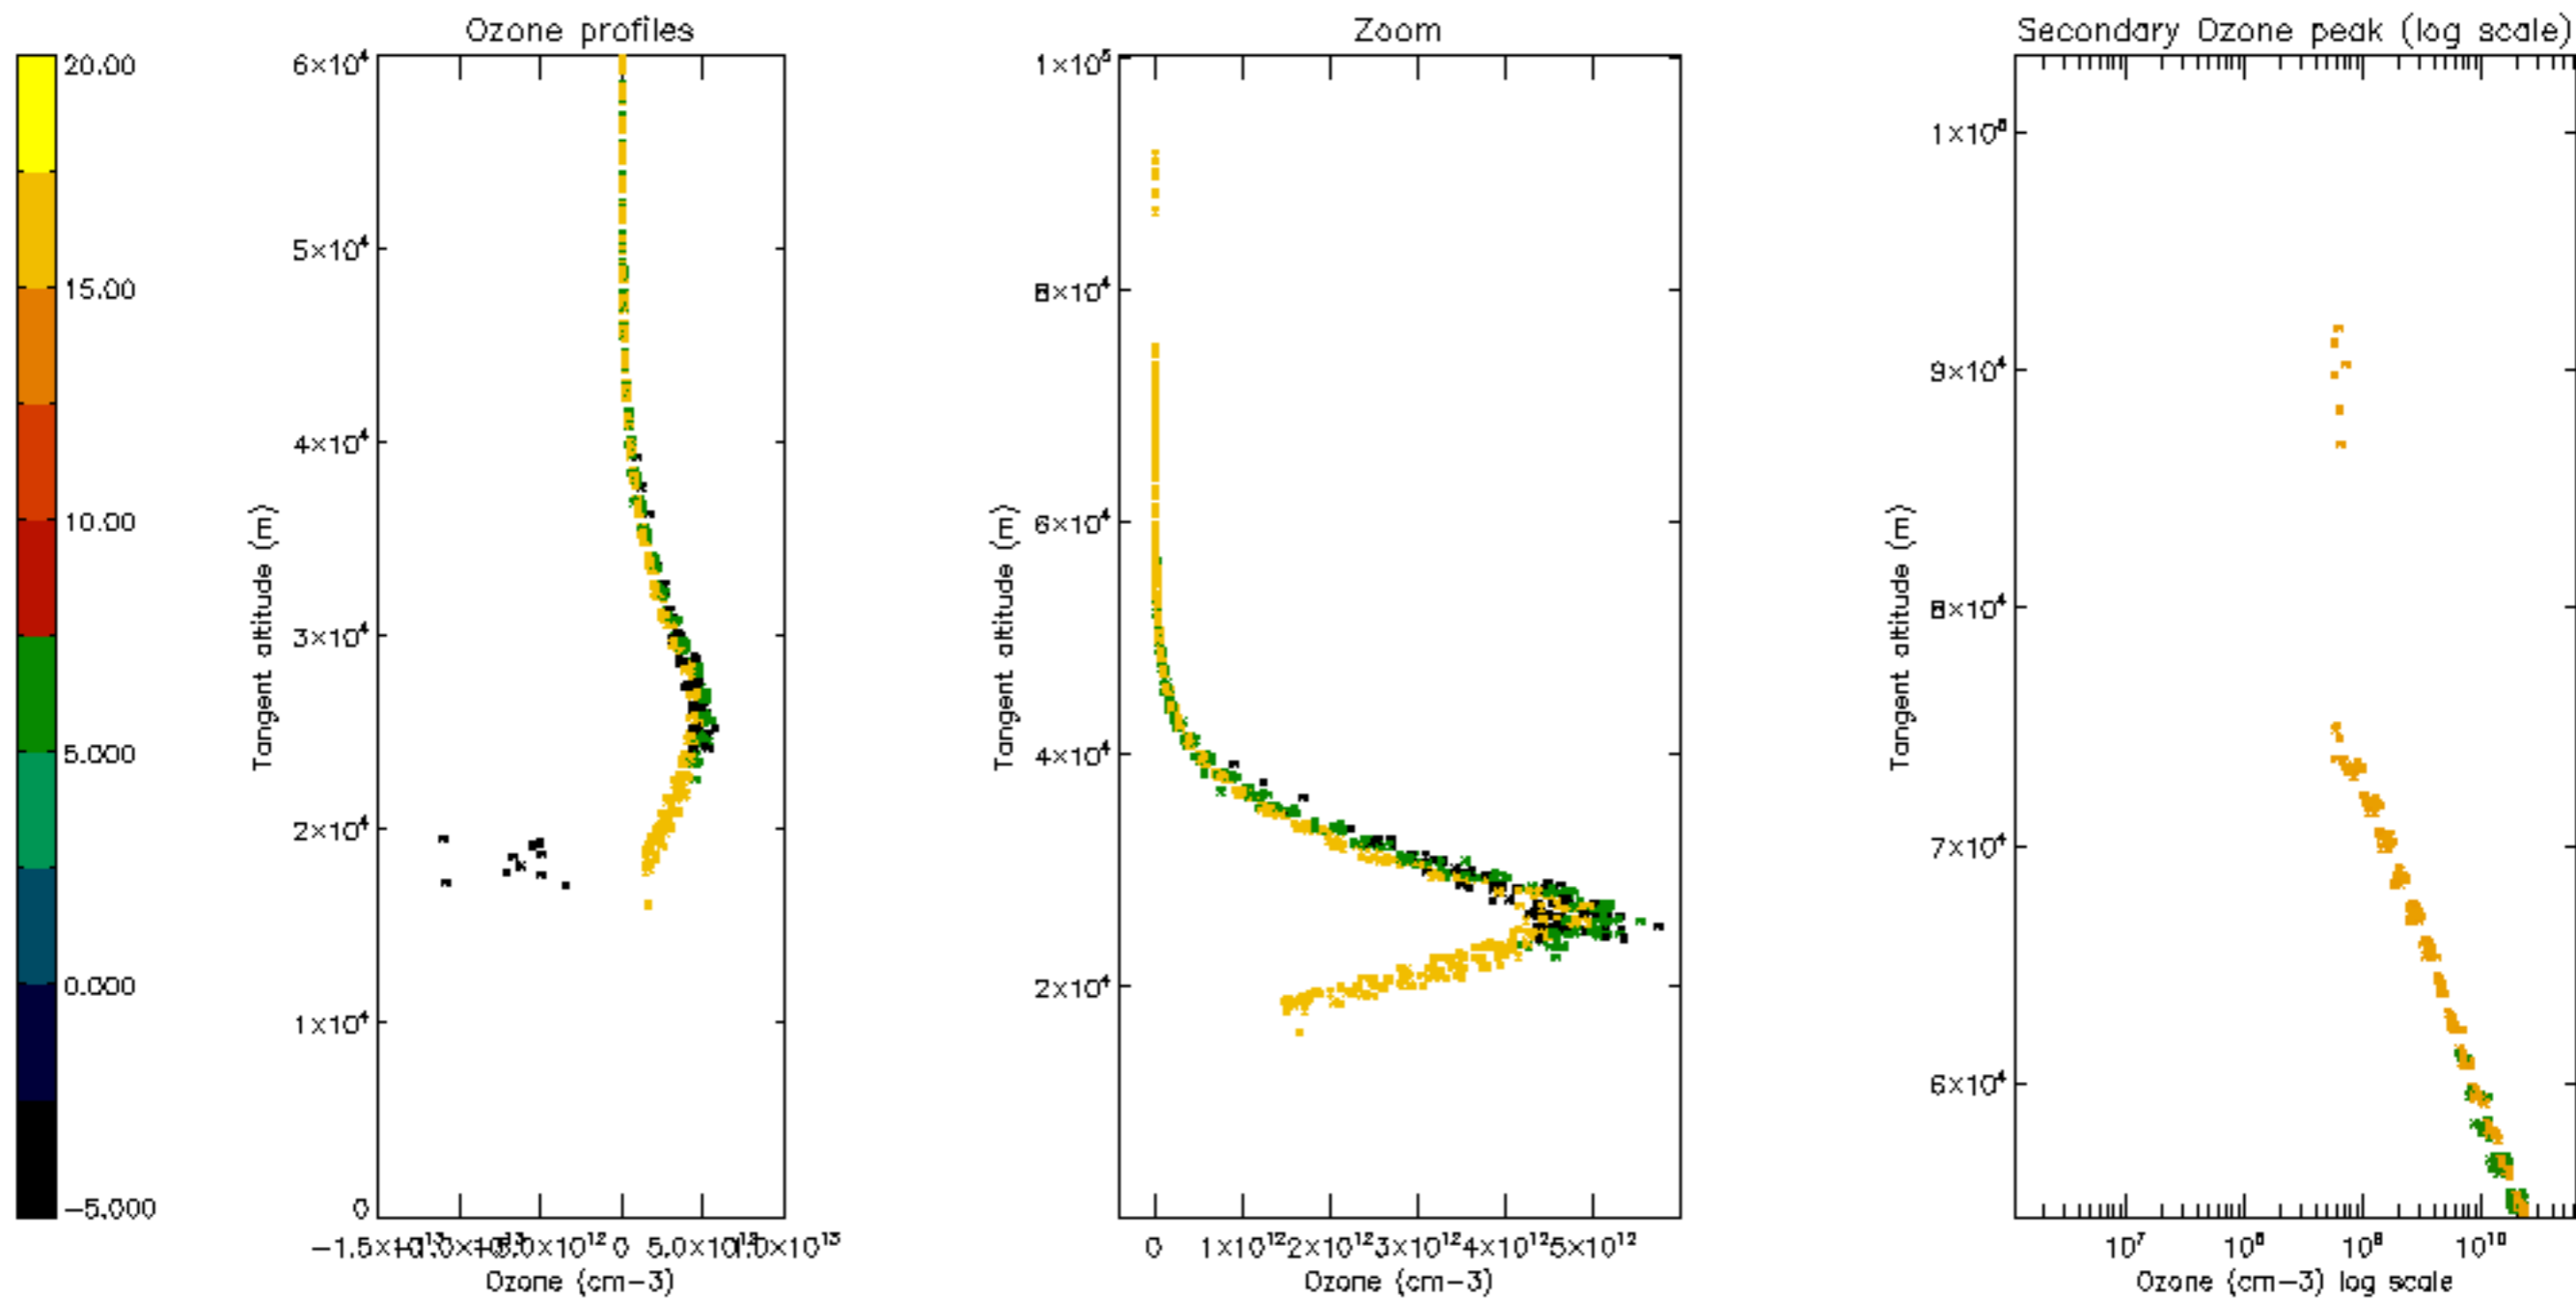 Ozone profiles
Zoom
Secondary Ozone peak (log scale)
20.00
15.00
10.00
5.000
0.000
−5.000
6×10⁴
5×10⁴
4×10⁴
3×10⁴
2×10⁴
1×10⁴
0
Tangent altitude (m)
0
Ozone (cm−3)
1×10⁵
8×10⁴
6×10⁴
4×10⁴
2×10⁴
Tangent altitude (m)
0 1×10¹² 2×10¹² 3×10¹² 4×10¹² 5×10¹²
Ozone (cm−3)
9×10⁴
8×10⁴
7×10⁴
6×10⁴
Tangent altitude (m)
10⁷ 10⁸ 10⁹ 10¹⁰
Ozone (cm−3) log scale